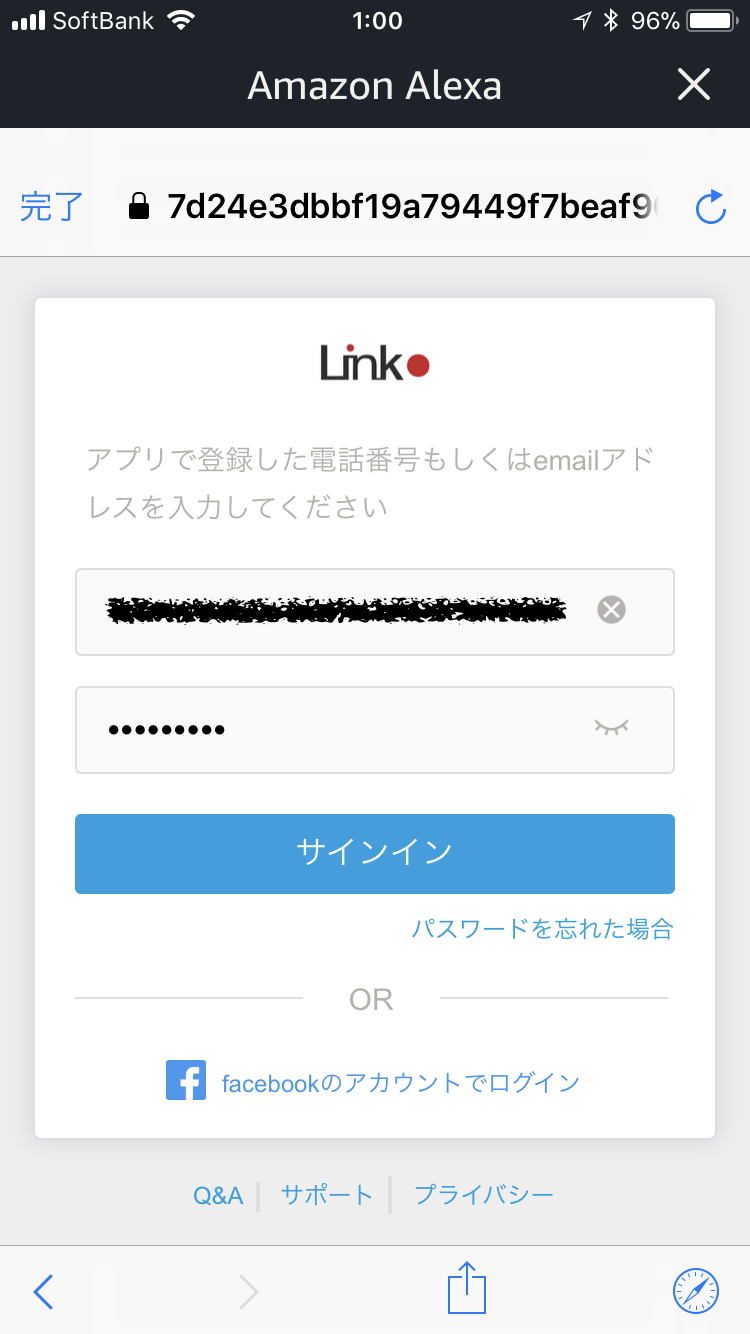 SoftBank 1:00 96%
Amazon Alexa
完了 7d24e3dbbf19a79449f7beaf9
Link
アプリで登録した電話番号もしくはemailアド
レスを入力してください
•••••••••
サインイン
パスワードを忘れた場合
OR
facebookのアカウントでログイン
Q&A サポート プライバシー